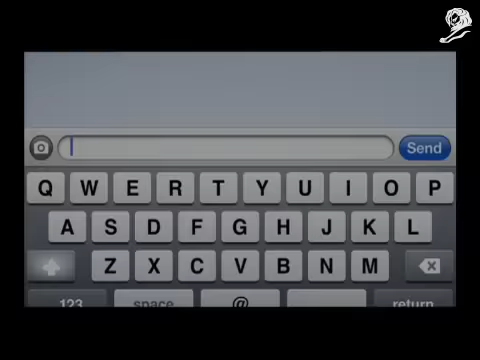 Send
Q W E R T Y U I O P
A S D F G H J K L
Z X C V B N M
123 space @ return